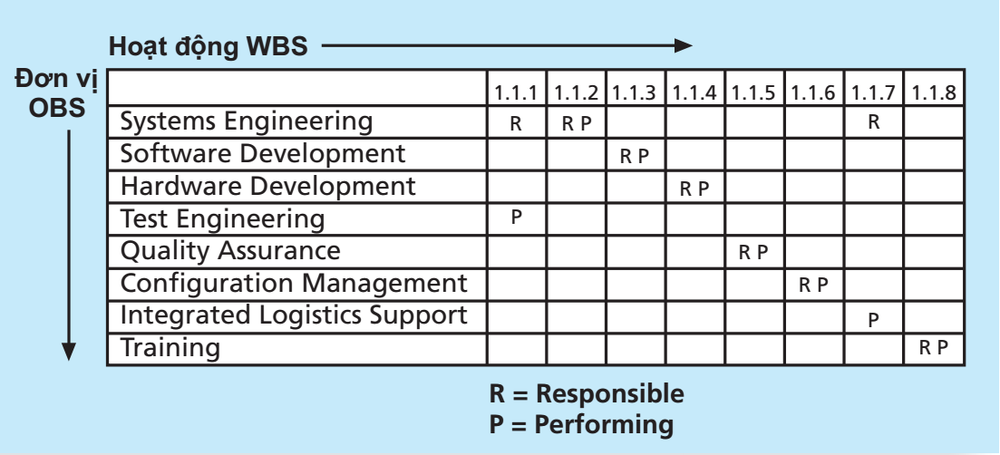 Hoạt động WBS
Đơn vị
OBS
1.1.1 1.1.2 1.1.3 1.1.4 1.1.5 1.1.6 1.1.7 1.1.8
Systems Engineering R R P R
Software Development R P
Hardware Development R P
Test Engineering P
Quality Assurance R P
Configuration Management R P
Integrated Logistics Support P
Training R P
R = Responsible
P = Performing